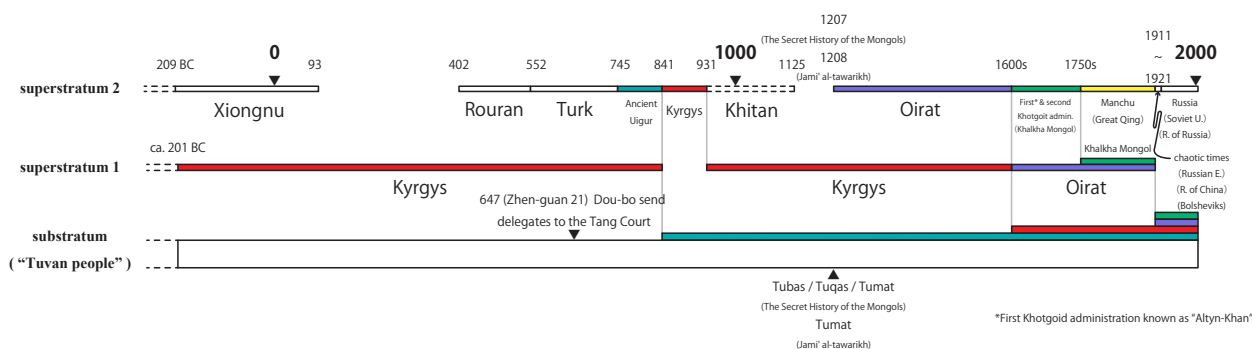 1207
(The Secret History of the Mongols)
1208
(Jami' al-tawarikh)
1911
~
1921
209 BC
0
93
402
552
745
841
931
1000
1125
1600s
1750s
2000
superstratum 2
Xiongnu
Rouran
Turk
Ancient
Uigur
Kyrgys
Khitan
Oirat
First* & second
Khotgoit admin.
(Khalkha Mongol)
Manchu
(Great Qing)
Russia
(Soviet U.)
(R. of Russia)
ca. 201 BC
Khalkha Mongol
superstratum 1
Kyrgys
Kyrgys
Oirat
chaotic times
(Russian E.)
(R. of China)
(Bolsheviks)
647 (Zhen-guan 21) Dou-bo send
delegates to the Tang Court
substratum
( “Tuvan people” )
Tubas / Tuqas / Tumat
(The Secret History of the Mongols)
Tumat
(Jami' al-tawarikh)
*First Khotgoid administration known as "Altyn-Khan"